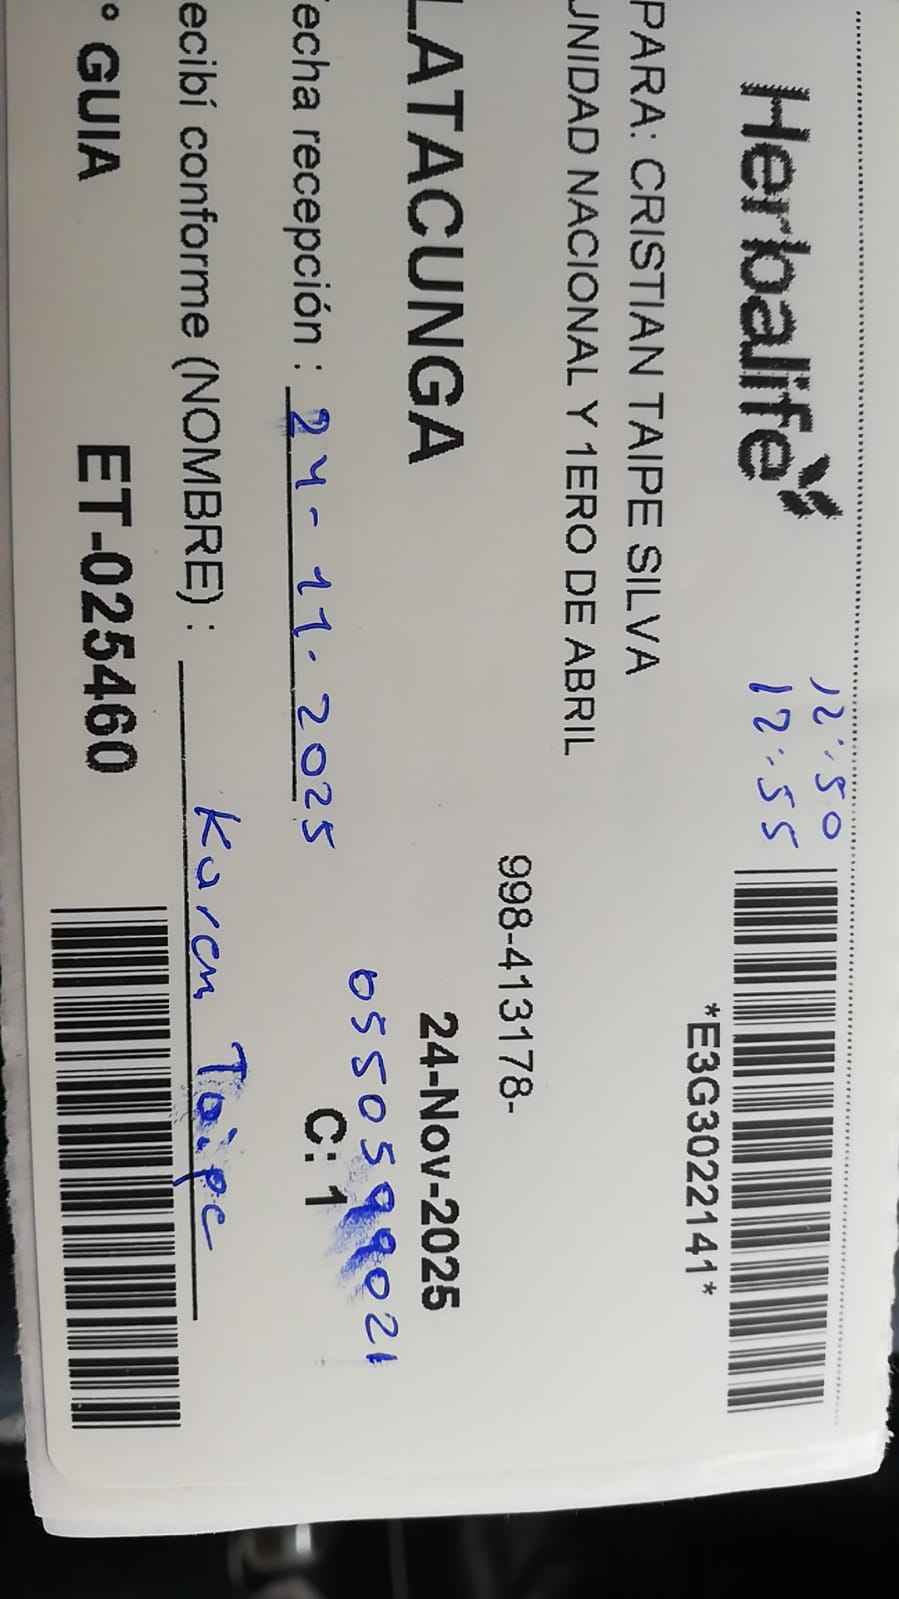 Herbalife
12:50
12:55
*E3G3022141*
PARA: CRISTIAN TAIPE SILVA
UNIDAD NACIONAL Y 1ERO DE ABRIL
998-413178-
LATACUNGA
24-Nov-2025
0550599021
echa recepción : 24-11-2025
C: 1
ecibí conforme (NOMBRE) : Karen Taipe
° GUIA ET-025460